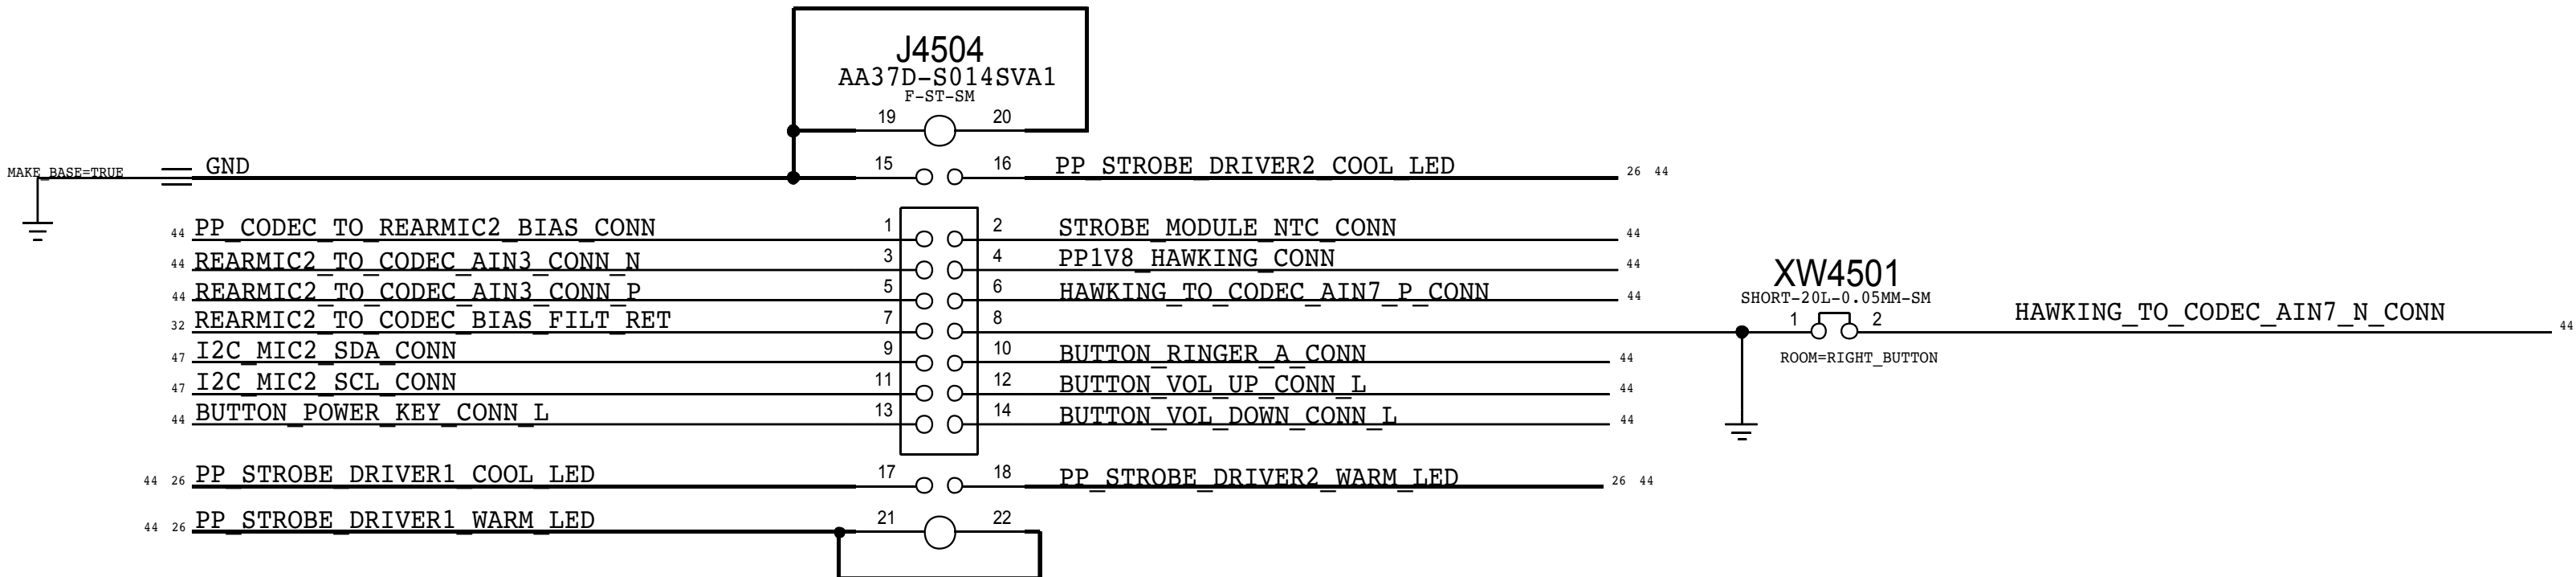 J4504
AA37D-S014SVA1
F-ST-SM
19 20
MAKE_BASE=TRUE GND 15 16 PP_STROBE_DRIVER2_COOL_LED 26 44
44 PP_CODEC_TO_REARMIC2_BIAS_CONN 1 2 STROBE_MODULE_NTC_CONN 44
44 REARMIC2_TO_CODEC_AIN3_CONN_N 3 4 PP1V8_HAWKING_CONN 44
44 REARMIC2_TO_CODEC_AIN3_CONN_P 5 6 HAWKING_TO_CODEC_AIN7_P_CONN 44
XW4501
SHORT-20L-0.05MM-SM
32 REARMIC2_TO_CODEC_BIAS_FILT_RET 7 8 1 2 HAWKING_TO_CODEC_AIN7_N_CONN 44
ROOM=RIGHT_BUTTON
47 I2C_MIC2_SDA_CONN 9 10 BUTTON_RINGER_A_CONN 44
47 I2C_MIC2_SCL_CONN 11 12 BUTTON_VOL_UP_CONN_L 44
44 BUTTON_POWER_KEY_CONN_L 13 14 BUTTON_VOL_DOWN_CONN_L 44
44 26 PP_STROBE_DRIVER1_COOL_LED 17 18 PP_STROBE_DRIVER2_WARM_LED 26 44
44 26 PP_STROBE_DRIVER1_WARM_LED 21 22